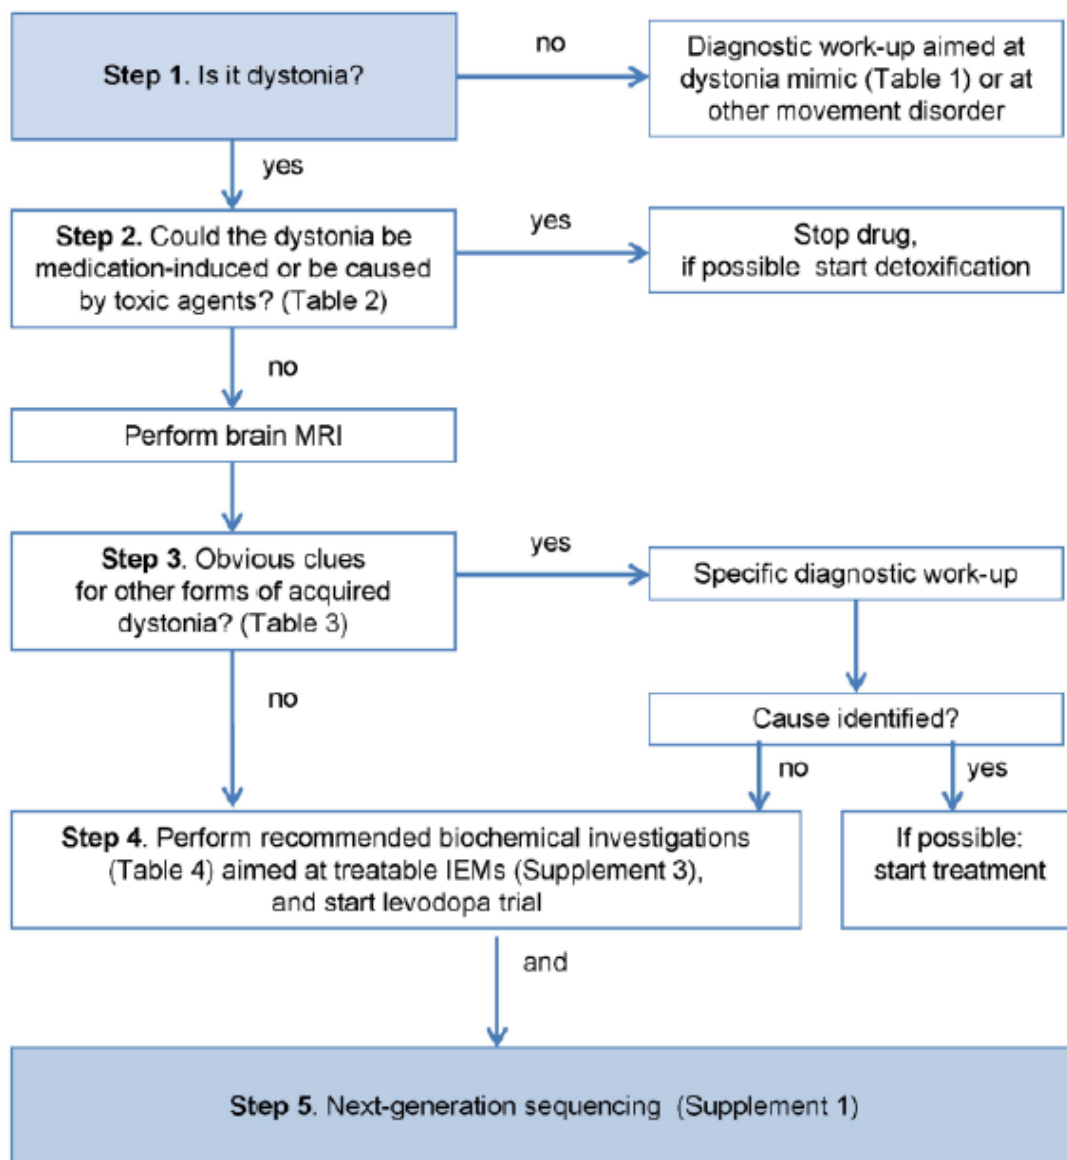 Step 1. Is it dystonia?
no
Diagnostic work-up aimed at
dystonia mimic (Table 1) or at
other movement disorder
yes
Step 2. Could the dystonia be
medication-induced or be caused
by toxic agents? (Table 2)
yes
Stop drug,
if possible start detoxification
no
Perform brain MRI
Step 3. Obvious clues
for other forms of acquired
dystonia? (Table 3)
yes
Specific diagnostic work-up
no
Cause identified?
no
yes
Step 4. Perform recommended biochemical investigations
(Table 4) aimed at treatable IEMs (Supplement 3),
and start levodopa trial
If possible:
start treatment
and
Step 5. Next-generation sequencing (Supplement 1)